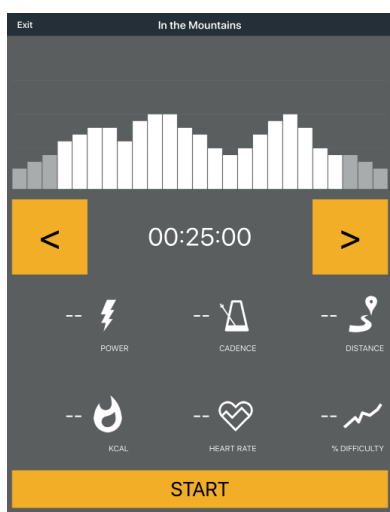 Exit In the Mountains
< 00:25:00 >
-- -- --
POWER CADENCE DISTANCE
-- -- --
KCAL HEART RATE % DIFFICULTY
START